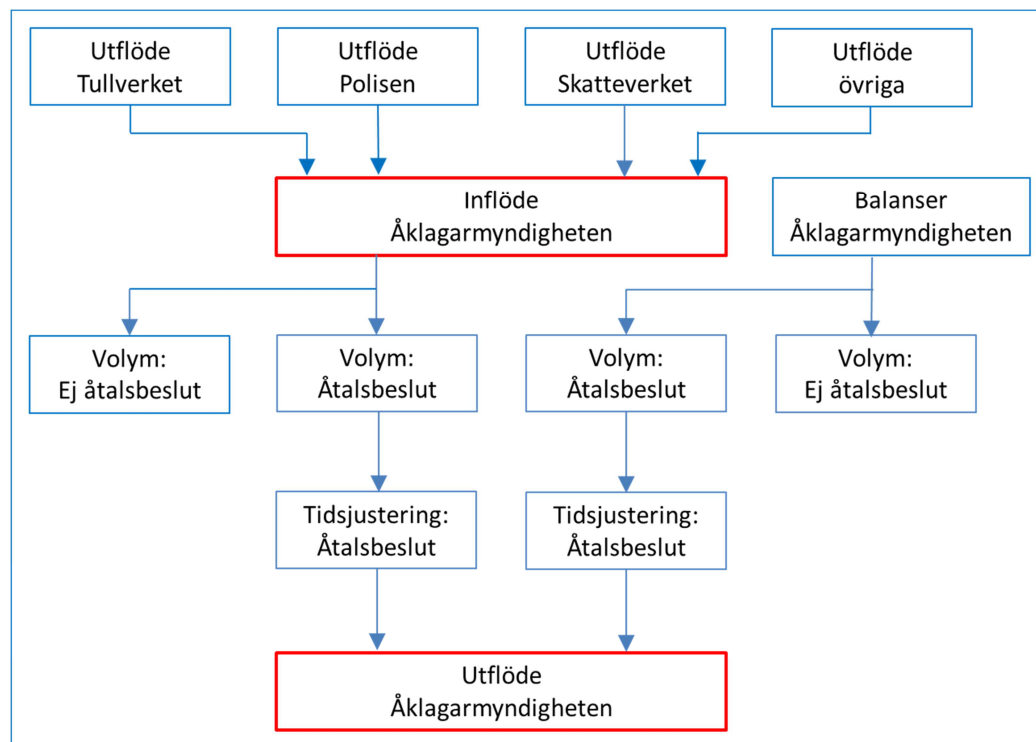 Utflöde
Tullverket
Utflöde
Polisen
Utflöde
Skatteverket
Utflöde
övriga
Inflöde
Åklagarmyndigheten
Balanser
Åklagarmyndigheten
Volym:
Ej åtalsbeslut
Volym:
Åtalsbeslut
Volym:
Åtalsbeslut
Volym:
Ej åtalsbeslut
Tidsjustering:
Åtalsbeslut
Tidsjustering:
Åtalsbeslut
Utflöde
Åklagarmyndigheten